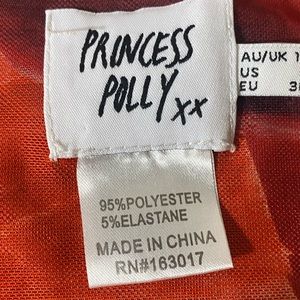 PRINCESS
POLLY xx
AU/UK
US
EU
95%POLYESTER
5%ELASTANE
MADE IN CHINA
RN#163017